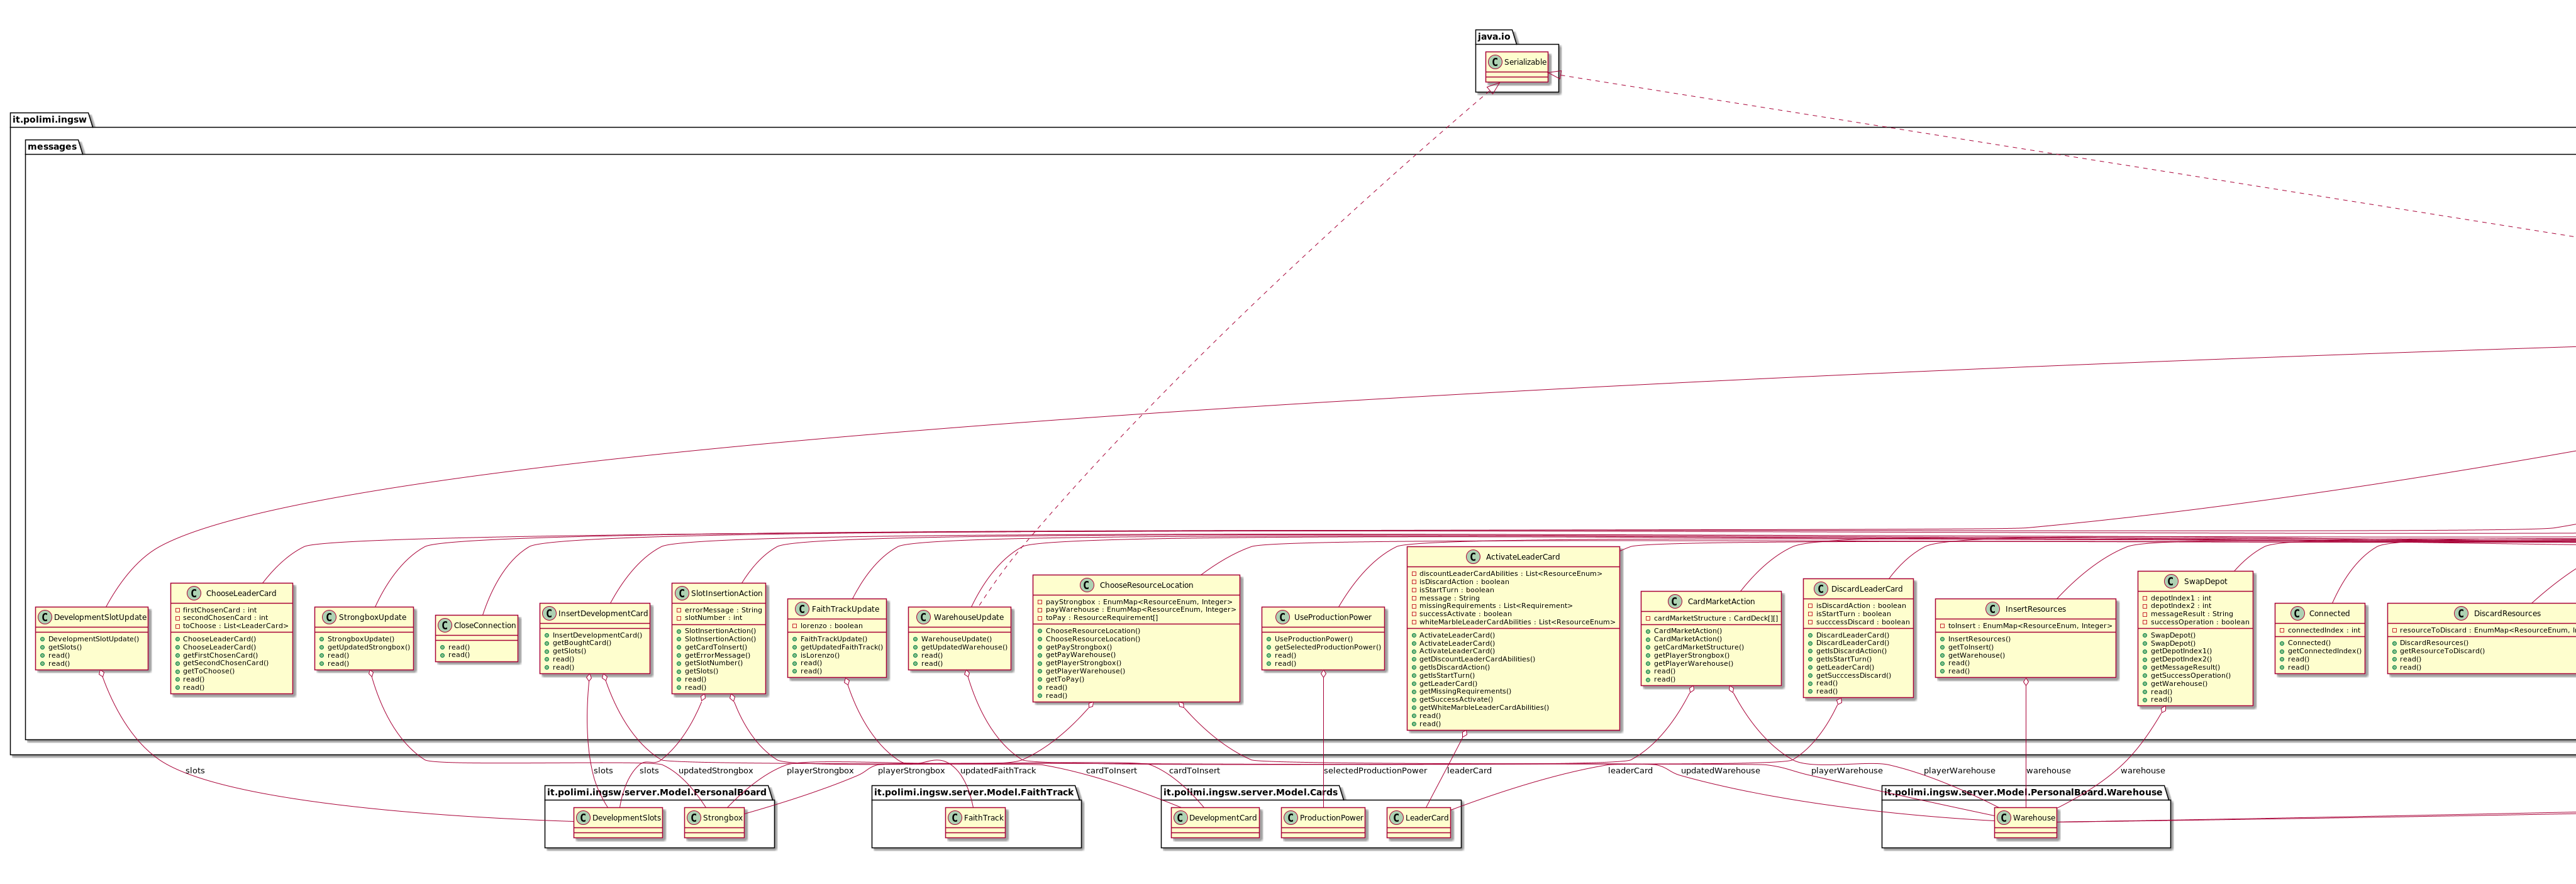 java.io
Serializable
it.polimi.ingsw
messages
DevelopmentSlotUpdate
DevelopmentSlotUpdate()
getSlots()
read()
read()
ChooseLeaderCard
firstChosenCard : int
secondChosenCard : int
toChoose : List<LeaderCard>
ChooseLeaderCard()
ChooseLeaderCard()
getFirstChosenCard()
getSecondChosenCard()
getToChoose()
read()
read()
StrongboxUpdate
StrongboxUpdate()
getUpdatedStrongbox()
read()
read()
CloseConnection
read()
read()
InsertDevelopmentCard
InsertDevelopmentCard()
getBoughtCard()
getSlots()
read()
read()
SlotInsertionAction
errorMessage : String
slotNumber : int
SlotInsertionAction()
SlotInsertionAction()
getCardToInsert()
getErrorMessage()
getSlotNumber()
getSlots()
read()
read()
FaithTrackUpdate
lorenzo : boolean
FaithTrackUpdate()
getUpdatedFaithTrack()
isLorenzo()
read()
read()
WarehouseUpdate
WarehouseUpdate()
getUpdatedWarehouse()
read()
read()
ChooseResourceLocation
payStrongbox : EnumMap<ResourceEnum, Integer>
payWarehouse : EnumMap<ResourceEnum, Integer>
toPay : ResourceRequirement[]
ChooseResourceLocation()
ChooseResourceLocation()
getPayStrongbox()
getPayWarehouse()
getPlayerStrongbox()
getPlayerWarehouse()
getToPay()
read()
read()
UseProductionPower
UseProductionPower()
getSelectedProductionPower()
read()
read()
ActivateLeaderCard
discountLeaderCardAbilities : List<ResourceEnum>
isDiscardAction : boolean
isStartTurn : boolean
message : String
missingRequirements : List<Requirement>
successActivate : boolean
whiteMarbleLeaderCardAbilities : List<ResourceEnum>
ActivateLeaderCard()
ActivateLeaderCard()
ActivateLeaderCard()
getDiscountLeaderCardAbilities()
getIsDiscardAction()
getIsStartTurn()
getLeaderCard()
getMissingRequirements()
getSuccessActivate()
getWhiteMarbleLeaderCardAbilities()
read()
read()
CardMarketAction
cardMarketStructure : CardDeck[][]
CardMarketAction()
CardMarketAction()
getCardMarketStructure()
getPlayerStrongbox()
getPlayerWarehouse()
read()
read()
DiscardLeaderCard
isDiscardAction : boolean
isStartTurn : boolean
succcessDiscard : boolean
DiscardLeaderCard()
DiscardLeaderCard()
getIsDiscardAction()
getIsStartTurn()
getLeaderCard()
getSucccessDiscard()
read()
read()
InsertResources
toInsert : EnumMap<ResourceEnum, Integer>
InsertResources()
getToInsert()
getWarehouse()
read()
read()
SwapDepot
depotIndex1 : int
depotIndex2 : int
messageResult : String
successOperation : boolean
SwapDepot()
SwapDepot()
getDepotIndex1()
getDepotIndex2()
getMessageResult()
getSuccessOperation()
getWarehouse()
read()
read()
Connected
connectedIndex : int
Connected()
getConnectedIndex()
read()
read()
DiscardResources
resourceToDiscard : EnumMap<ResourceEnum, In
DiscardResources()
getResourceToDiscard()
read()
read()
slots
slots
slots
updatedStrongbox
playerStrongbox
playerStrongbox
updatedFaithTrack
cardToInsert
cardToInsert
selectedProductionPower
leaderCard
leaderCard
updatedWarehouse
playerWarehouse
playerWarehouse
warehouse
warehouse
it.polimi.ingsw.server.Model.PersonalBoard
DevelopmentSlots
Strongbox
it.polimi.ingsw.server.Model.FaithTrack
FaithTrack
it.polimi.ingsw.server.Model.Cards
DevelopmentCard
ProductionPower
LeaderCard
it.polimi.ingsw.server.Model.PersonalBoard.Warehouse
Warehouse